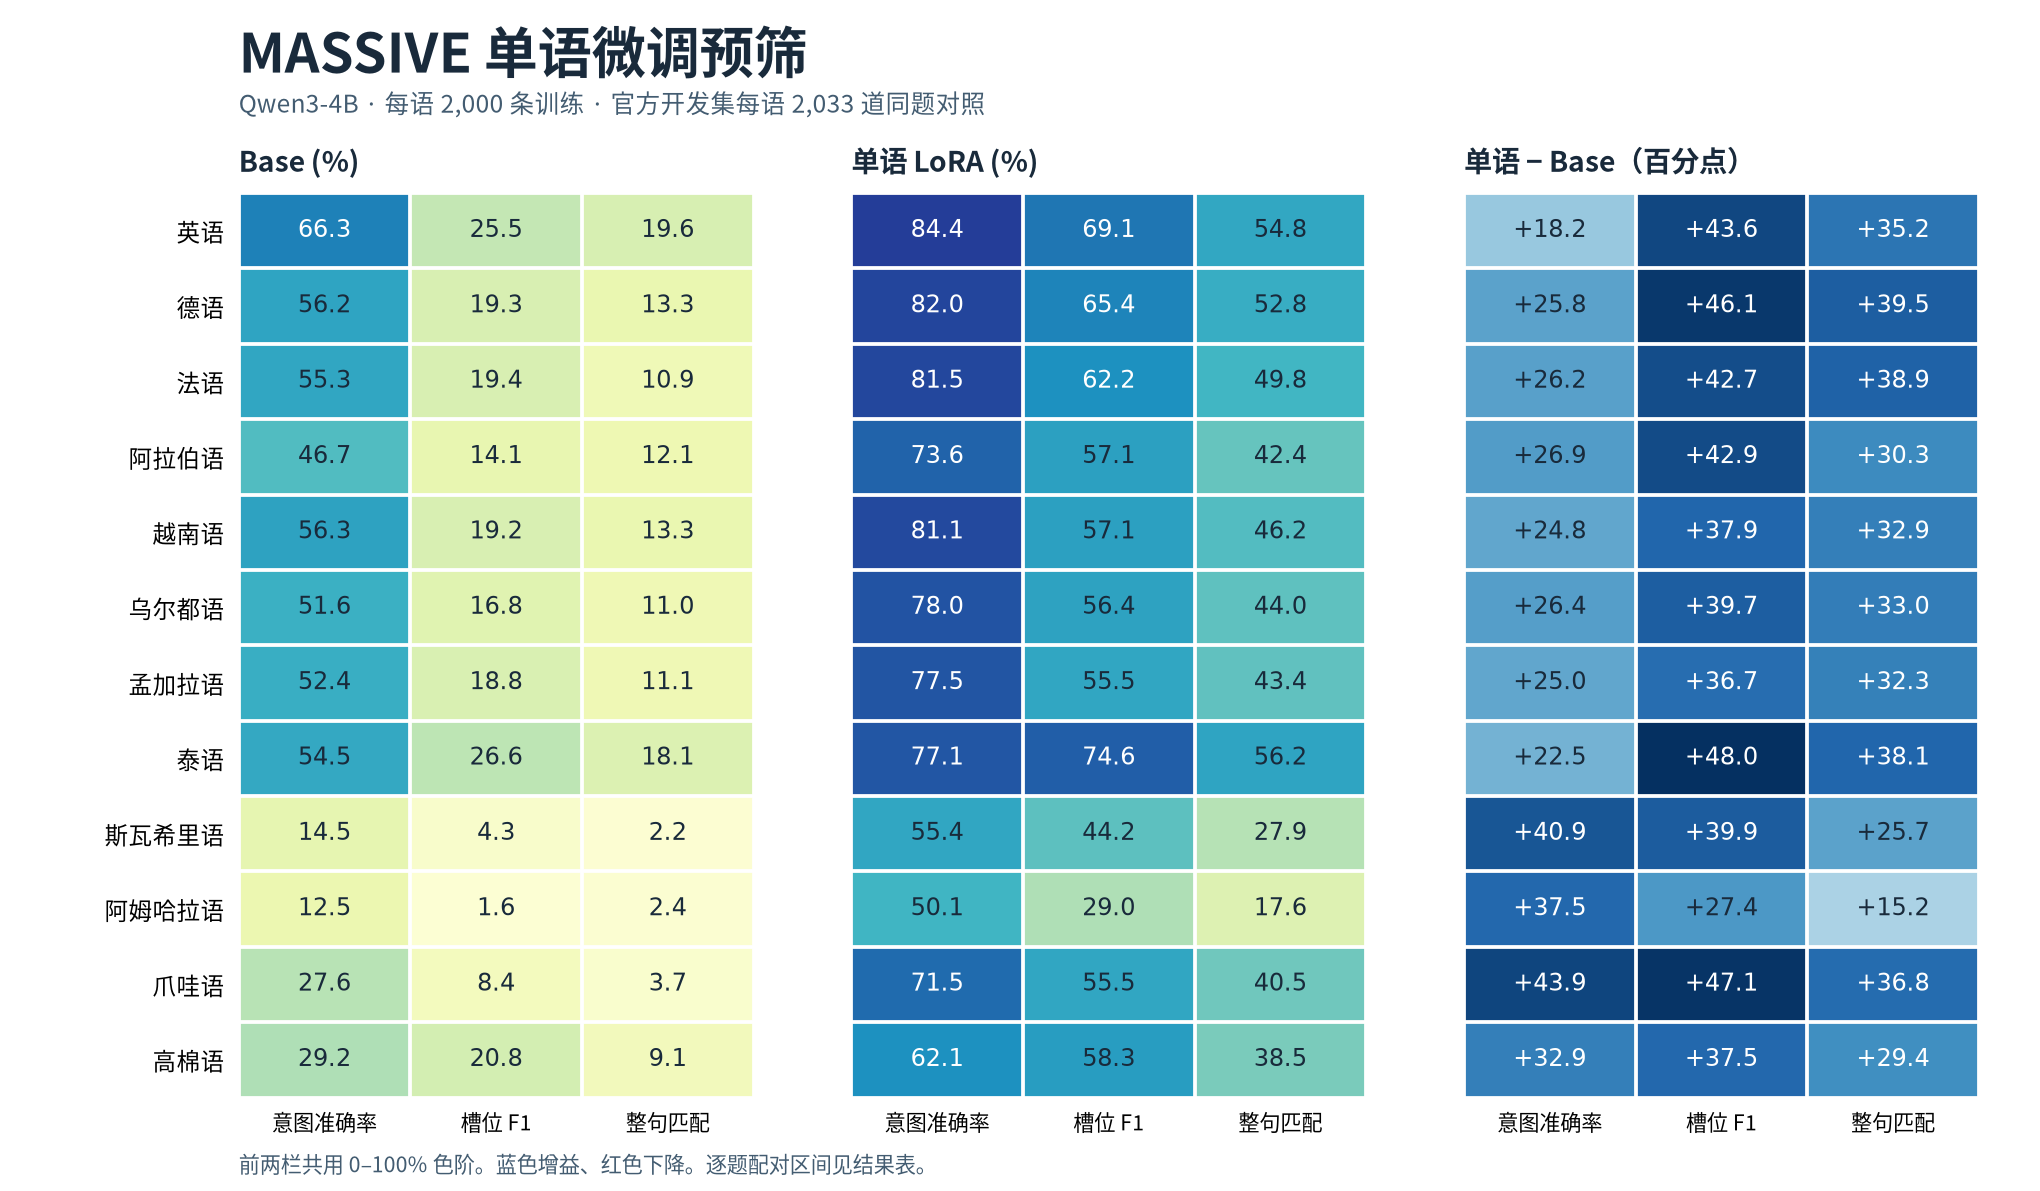 MASSIVE 单语微调预筛
Qwen3-4B · 每语 2,000 条训练 · 官方开发集每语 2,033 道同题对照
Base (%) 单语 LoRA (%) 单语 − Base（百分点）
英语 66.3 25.5 19.6 84.4 69.1 54.8 +18.2 +43.6 +35.2
德语 56.2 19.3 13.3 82.0 65.4 52.8 +25.8 +46.1 +39.5
法语 55.3 19.4 10.9 81.5 62.2 49.8 +26.2 +42.7 +38.9
阿拉伯语 46.7 14.1 12.1 73.6 57.1 42.4 +26.9 +42.9 +30.3
越南语 56.3 19.2 13.3 81.1 57.1 46.2 +24.8 +37.9 +32.9
乌尔都语 51.6 16.8 11.0 78.0 56.4 44.0 +26.4 +39.7 +33.0
孟加拉语 52.4 18.8 11.1 77.5 55.5 43.4 +25.0 +36.7 +32.3
泰语 54.5 26.6 18.1 77.1 74.6 56.2 +22.5 +48.0 +38.1
斯瓦希里语 14.5 4.3 2.2 55.4 44.2 27.9 +40.9 +39.9 +25.7
阿姆哈拉语 12.5 1.6 2.4 50.1 29.0 17.6 +37.5 +27.4 +15.2
爪哇语 27.6 8.4 3.7 71.5 55.5 40.5 +43.9 +47.1 +36.8
高棉语 29.2 20.8 9.1 62.1 58.3 38.5 +32.9 +37.5 +29.4
意图准确率 槽位 F1 整句匹配 意图准确率 槽位 F1 整句匹配 意图准确率 槽位 F1 整句匹配
前两栏共用 0–100% 色阶。蓝色增益、红色下降。逐题配对区间见结果表。